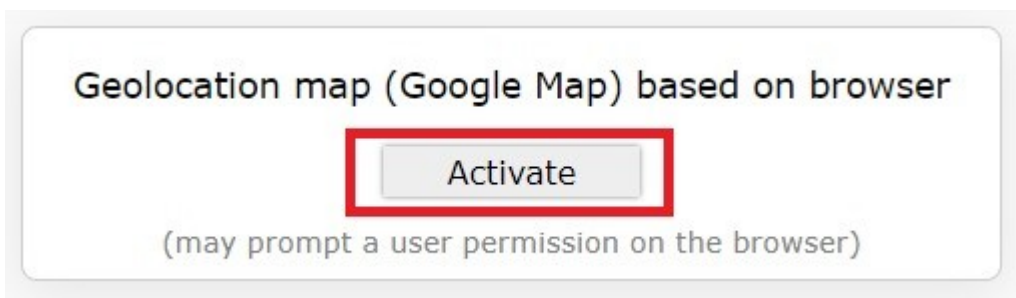 Geolocation map (Google Map) based on browser
Activate
(may prompt a user permission on the browser)